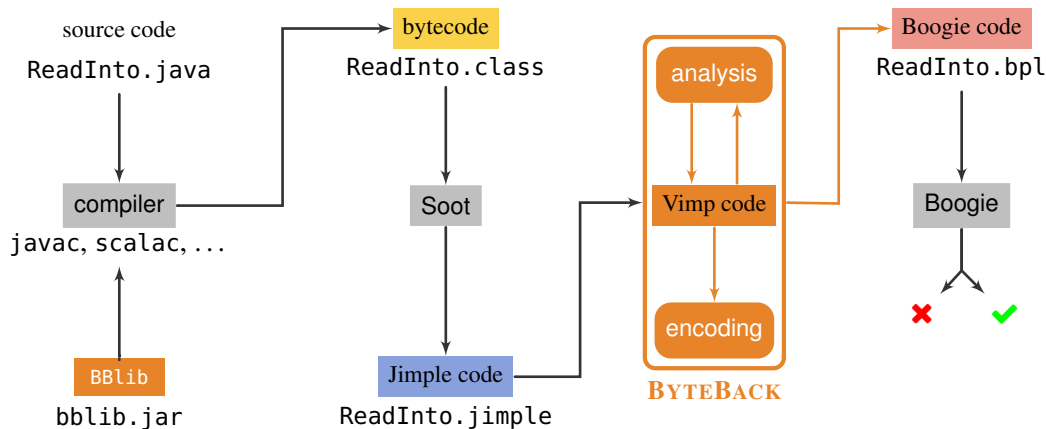 source code
ReadInto.java
compiler
javac, scalac, ...
BBlib
bblib.jar
bytecode
ReadInto.class
Soot
Jimple code
ReadInto.jimple
analysis
Vimp code
encoding
BYTEBACK
Boogie code
ReadInto.bpl
Boogie